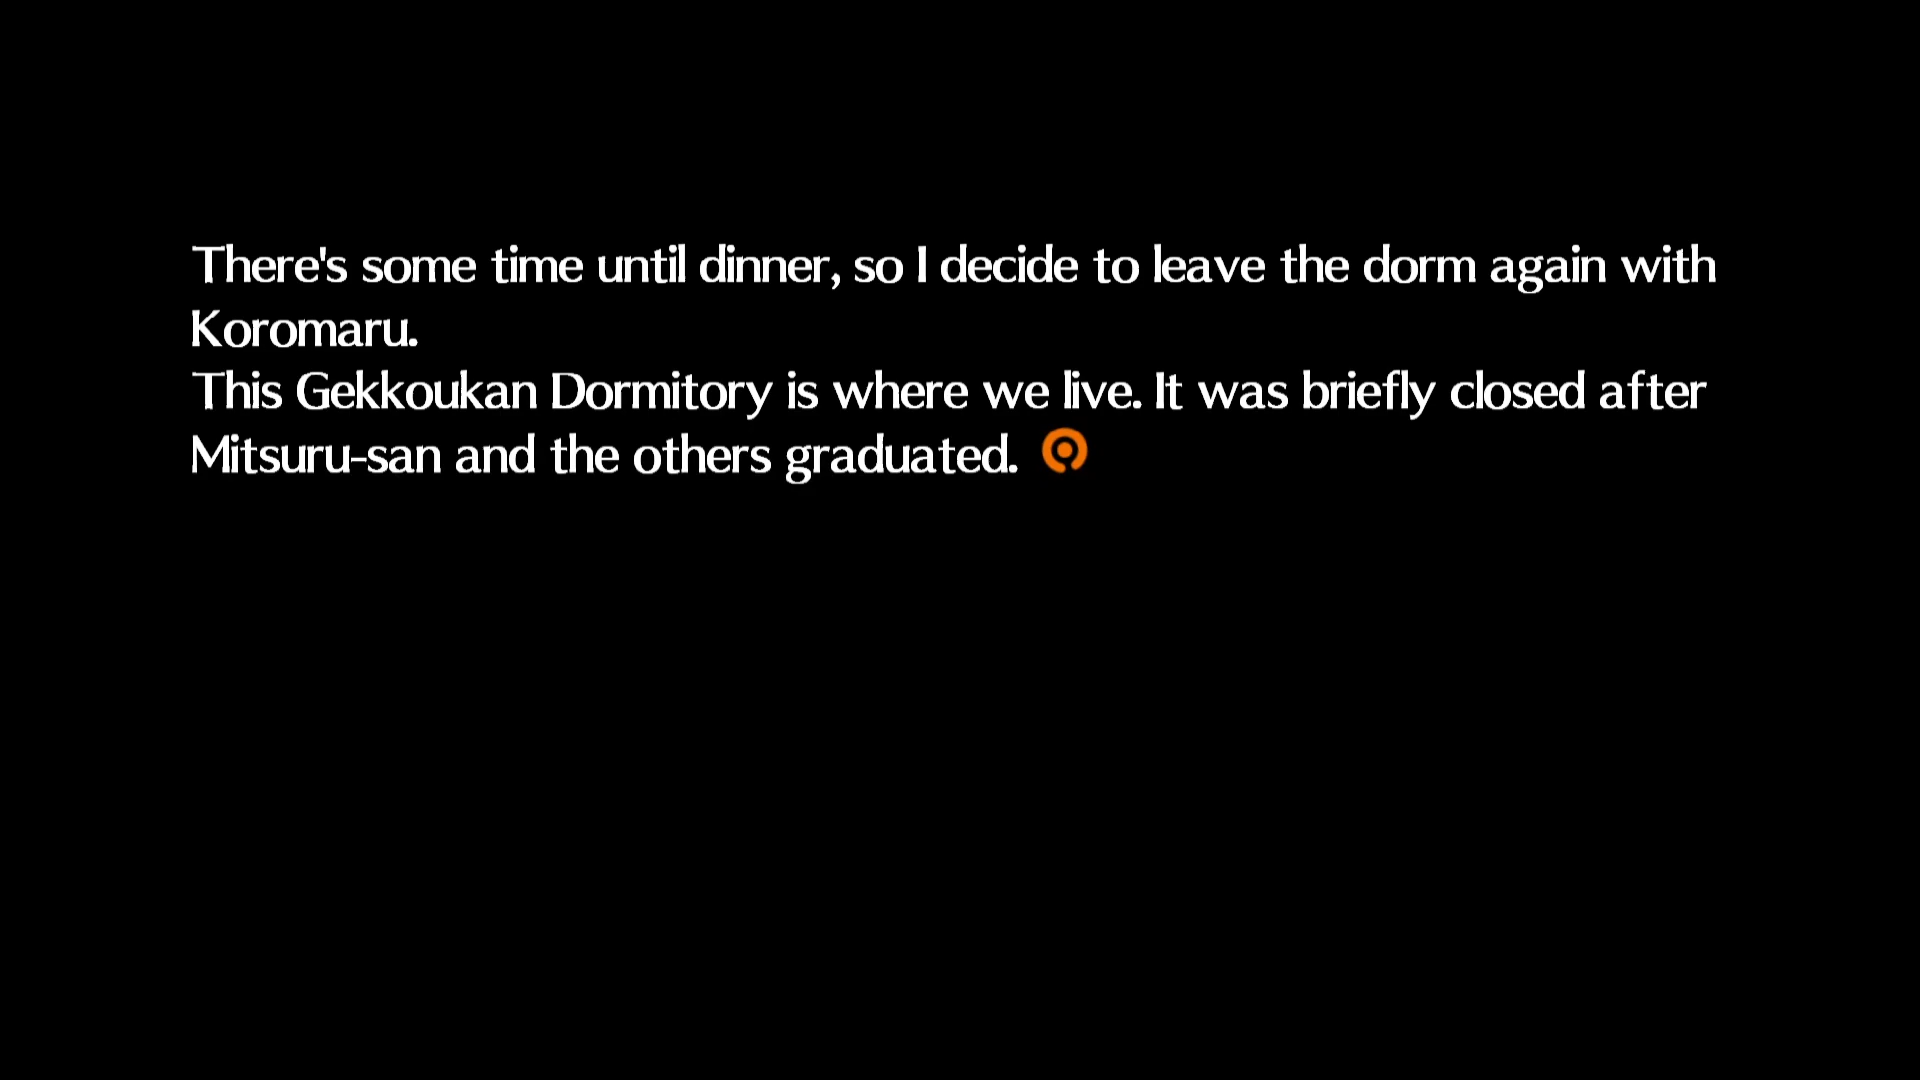 There's some time until dinner, so I decide to leave the dorm again with
Koromaru.
This Gekkoukan Dormitory is where we live. It was briefly closed after
Mitsuru-san and the others graduated.